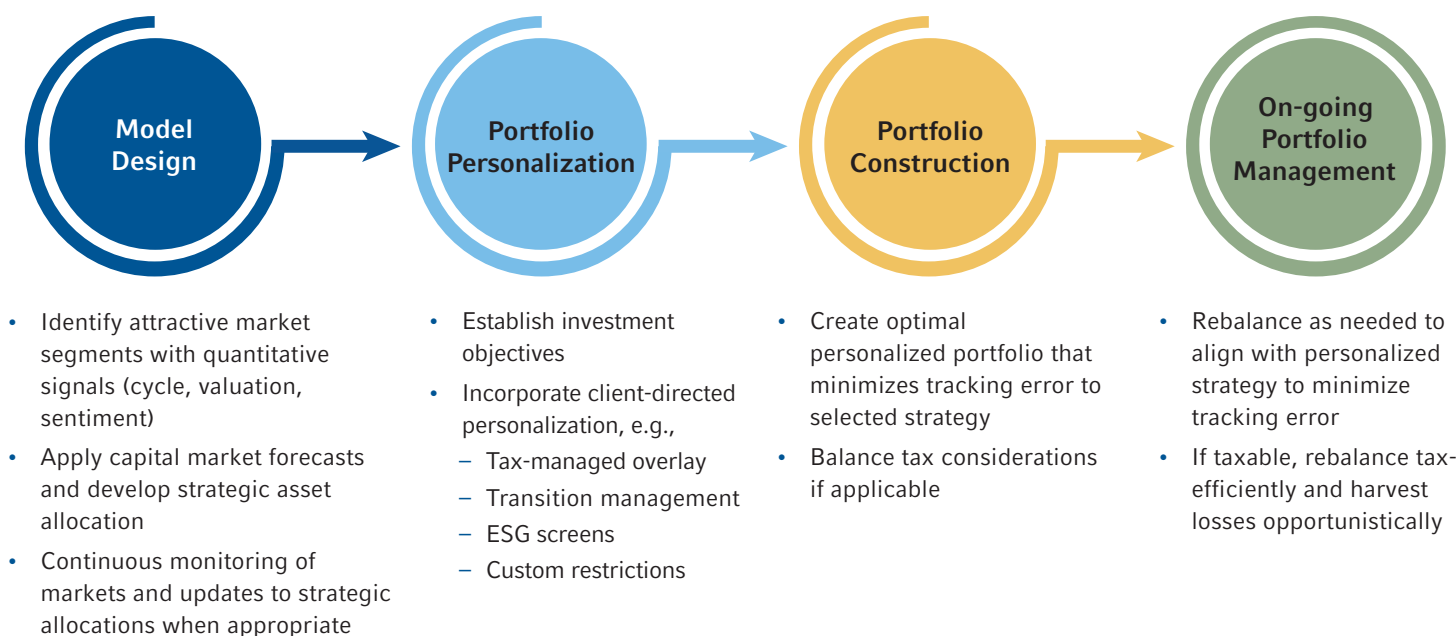 Model
Design
Portfolio
Personalization
Portfolio
Construction
On-going
Portfolio
Management
• Identify attractive market
segments with quantitative
signals (cycle, valuation,
sentiment)
• Apply capital market forecasts
and develop strategic asset
allocation
• Continuous monitoring of
markets and updates to strategic
allocations when appropriate
• Establish investment
objectives
• Incorporate client-directed
personalization, e.g.,
– Tax-managed overlay
– Transition management
– ESG screens
– Custom restrictions
• Create optimal
personalized portfolio that
minimizes tracking error to
selected strategy
• Balance tax considerations
if applicable
• Rebalance as needed to
align with personalized
strategy to minimize
tracking error
• If taxable, rebalance tax-
efficiently and harvest
losses opportunistically